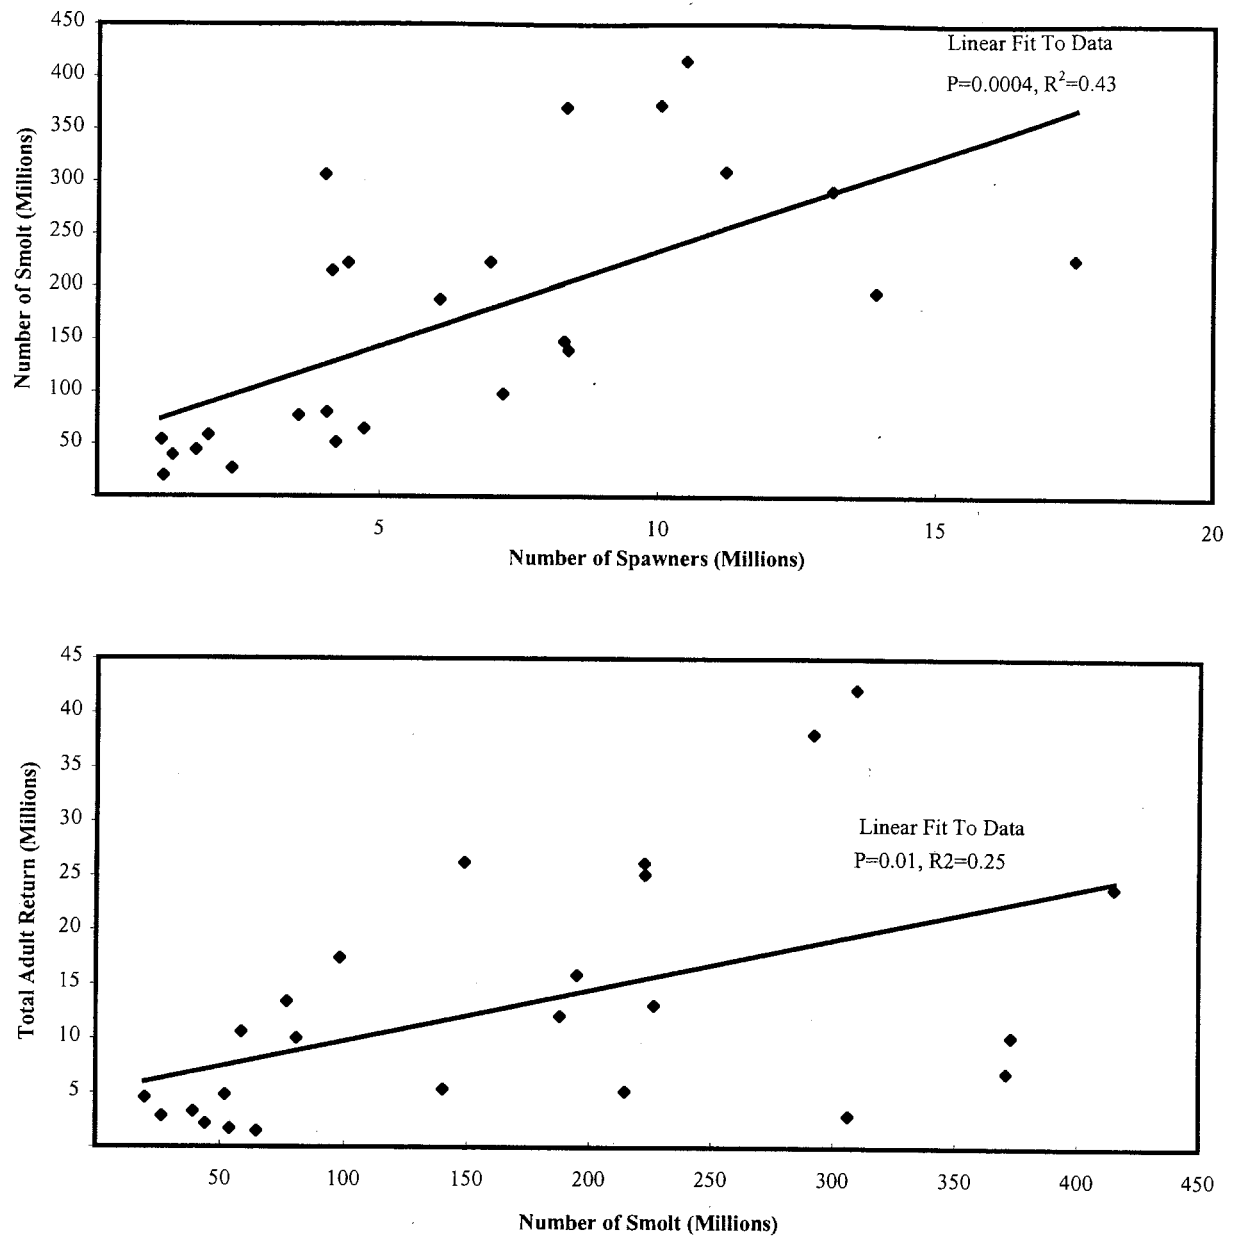 450
400
350
300
250
200
150
100
50
Number of Smolt (Millions)
Linear Fit To Data
P=0.0004, R²=0.43
5 10 15 20
Number of Spawners (Millions)
45
40
35
30
25
20
15
10
5
Total Adult Return (Millions)
Linear Fit To Data
P=0.01, R2=0.25
50 100 150 200 250 300 350 400 450
Number of Smolt (Millions)